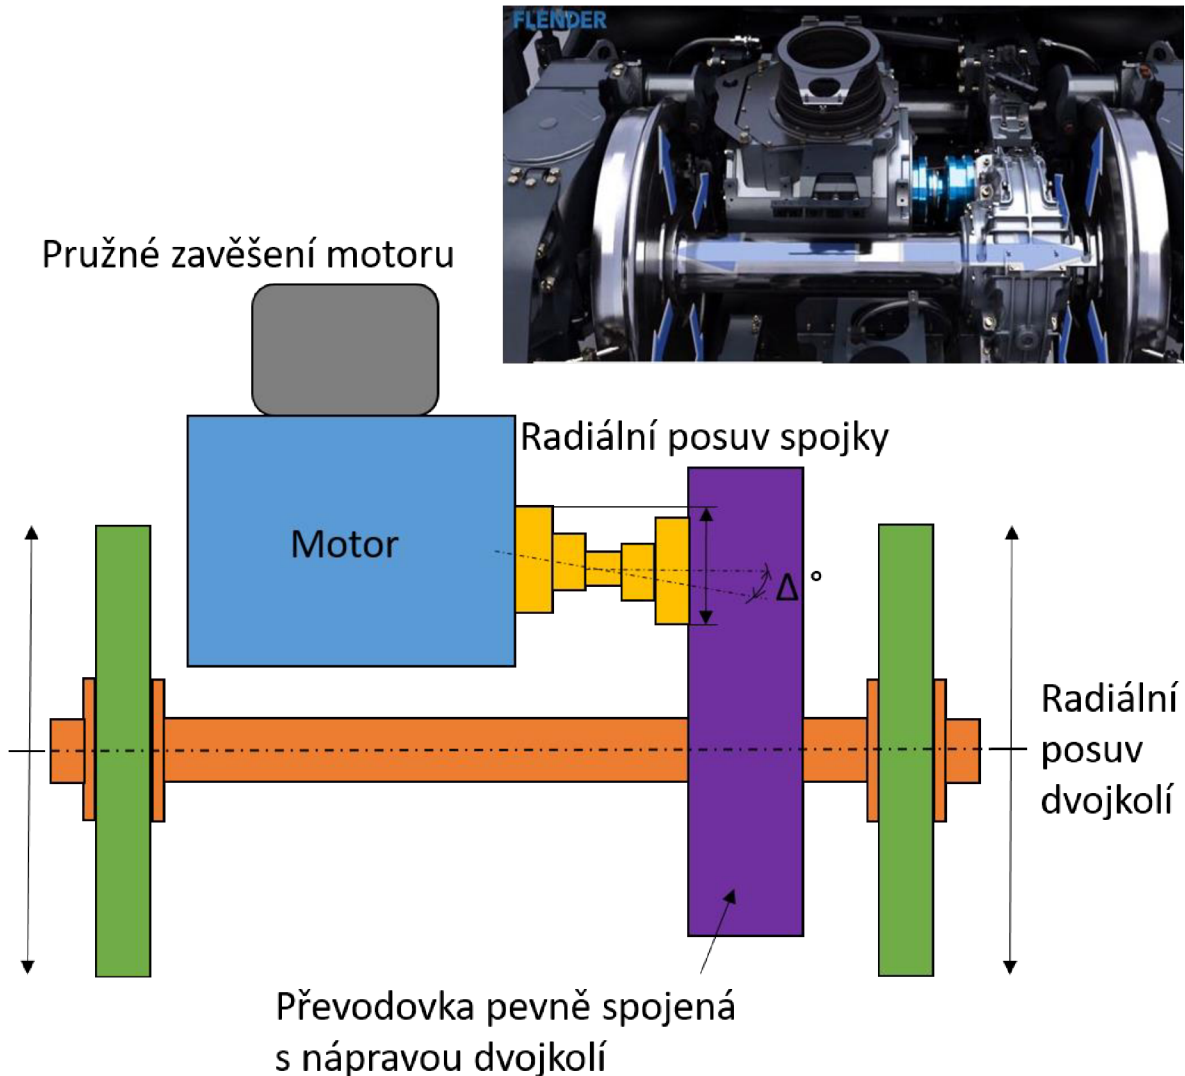 FLENDER
Pružné zavěšení motoru
Radiální posuv spojky
Motor
Δ °
Radiální
posuv
dvojkolí
Převodovka pevně spojená
s nápravou dvojkolí